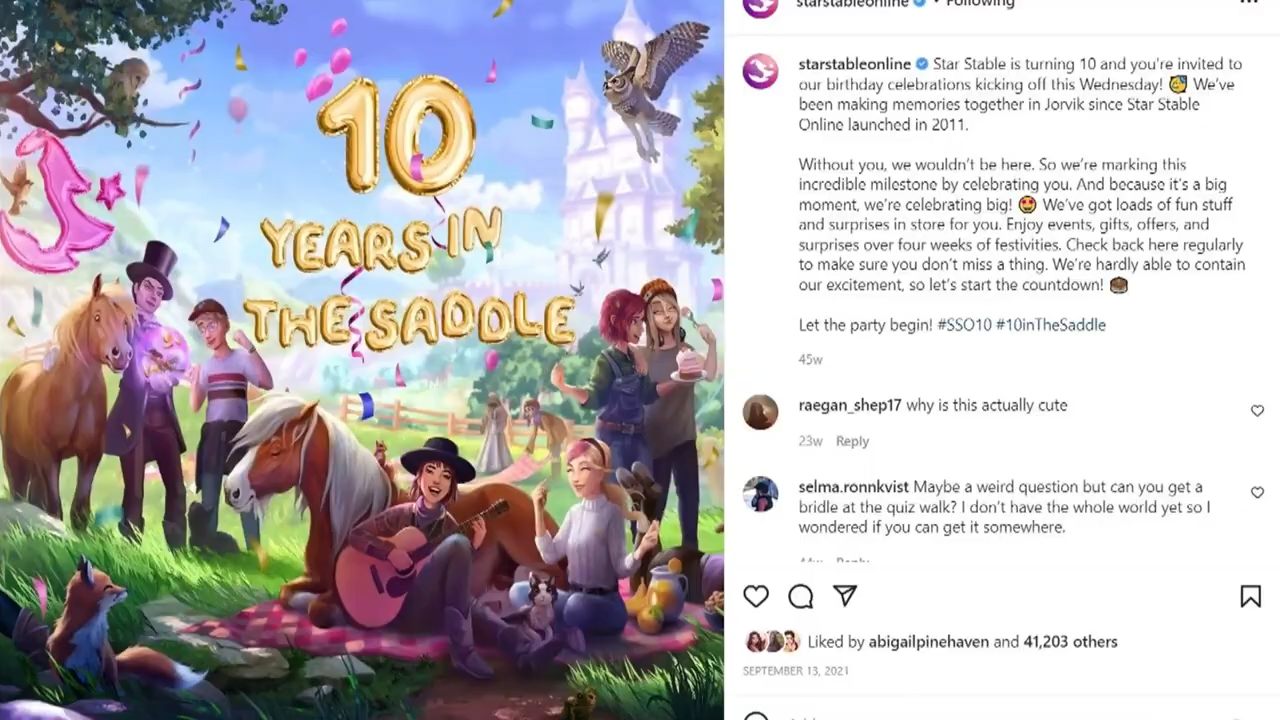 starstableonline • Following
10
YEARS IN
THE SADDLE
starstableonline Star Stable is turning 10 and you're invited to
our birthday celebrations kicking off this Wednesday! 🥳 We've
been making memories together in Jorvik since Star Stable
Online launched in 2011.
Without you, we wouldn't be here. So we're marking this
incredible milestone by celebrating you. And because it's a big
moment, we're celebrating big! 🤩 We've got loads of fun stuff
and surprises in store for you. Enjoy events, gifts, offers, and
surprises over four weeks of festivities. Check back here regularly
to make sure you don't miss a thing. We're hardly able to contain
our excitement, so let's start the countdown! 🎂
Let the party begin! #SSO10 #10inTheSaddle
45w
raegan_shep17 why is this actually cute
23w Reply
selma.ronnkvist Maybe a weird question but can you get a
bridle at the quiz walk? I don't have the whole world yet so I
wondered if you can get it somewhere.
44w Reply
Liked by abigailpinehaven and 41,203 others
SEPTEMBER 13, 2021